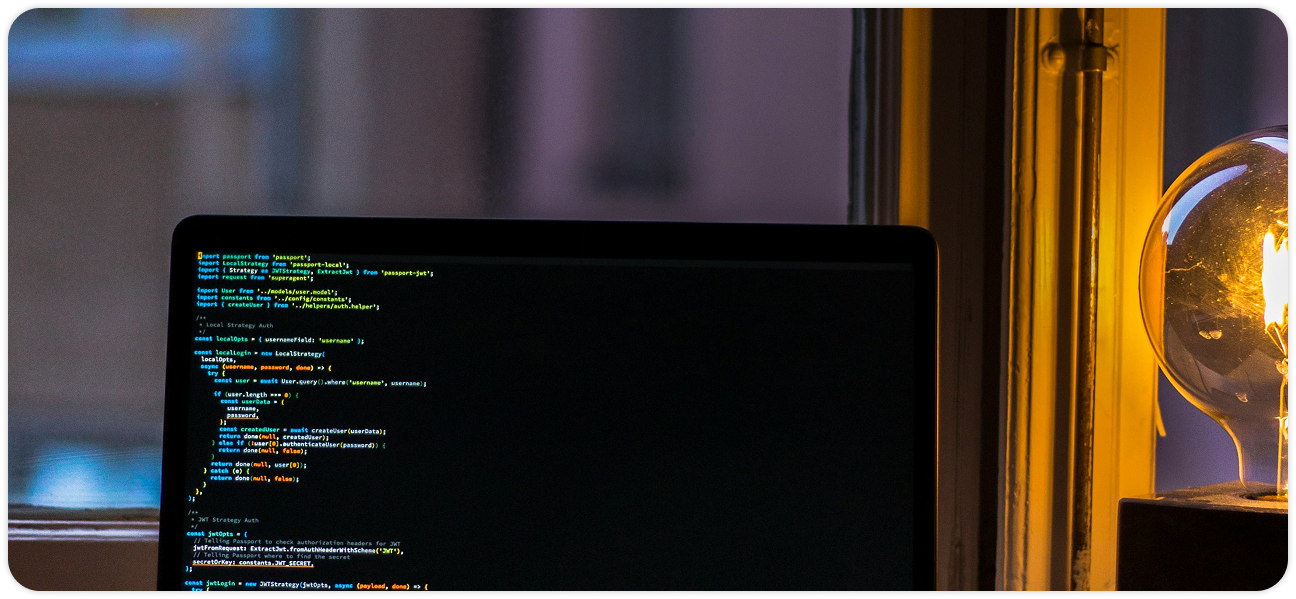 import passport from 'passport';
import LocalStrategy from 'passport-local';
import { Strategy as JWTStrategy, ExtractJwt } from 'passport-jwt';
import request from 'superagent';
import User from '../models/user.model';
import constants from '../config/constants';
import { createUser } from '../helpers/auth.helper';
/**
* Local Strategy Auth
*/
const localOpts = { usernameField: 'username' };
const localLogin = new LocalStrategy(
localOpts,
async (username, password, done) => {
try {
const user = await User.query().where('username', username);
if (user.length === 0) {
const userData = {
username,
password,
};
const createdUser = await createUser(userData);
return done(null, createdUser);
} else if (!user[0].authenticateUser(password)) {
return done(null, false);
}
return done(null, user[0]);
} catch (e) {
return done(null, false);
}
},
);
/**
* JWT Strategy Auth
*/
const jwtOpts = {
// Telling Passport to check authorization headers for JWT
jwtFromRequest: ExtractJwt.fromAuthHeaderWithScheme('JWT'),
// Telling Passport where to find the secret
secretOrKey: constants.JWT_SECRET,
};
const jwtLogin = new JWTStrategy(jwtOpts, async (payload, done) => {
try {